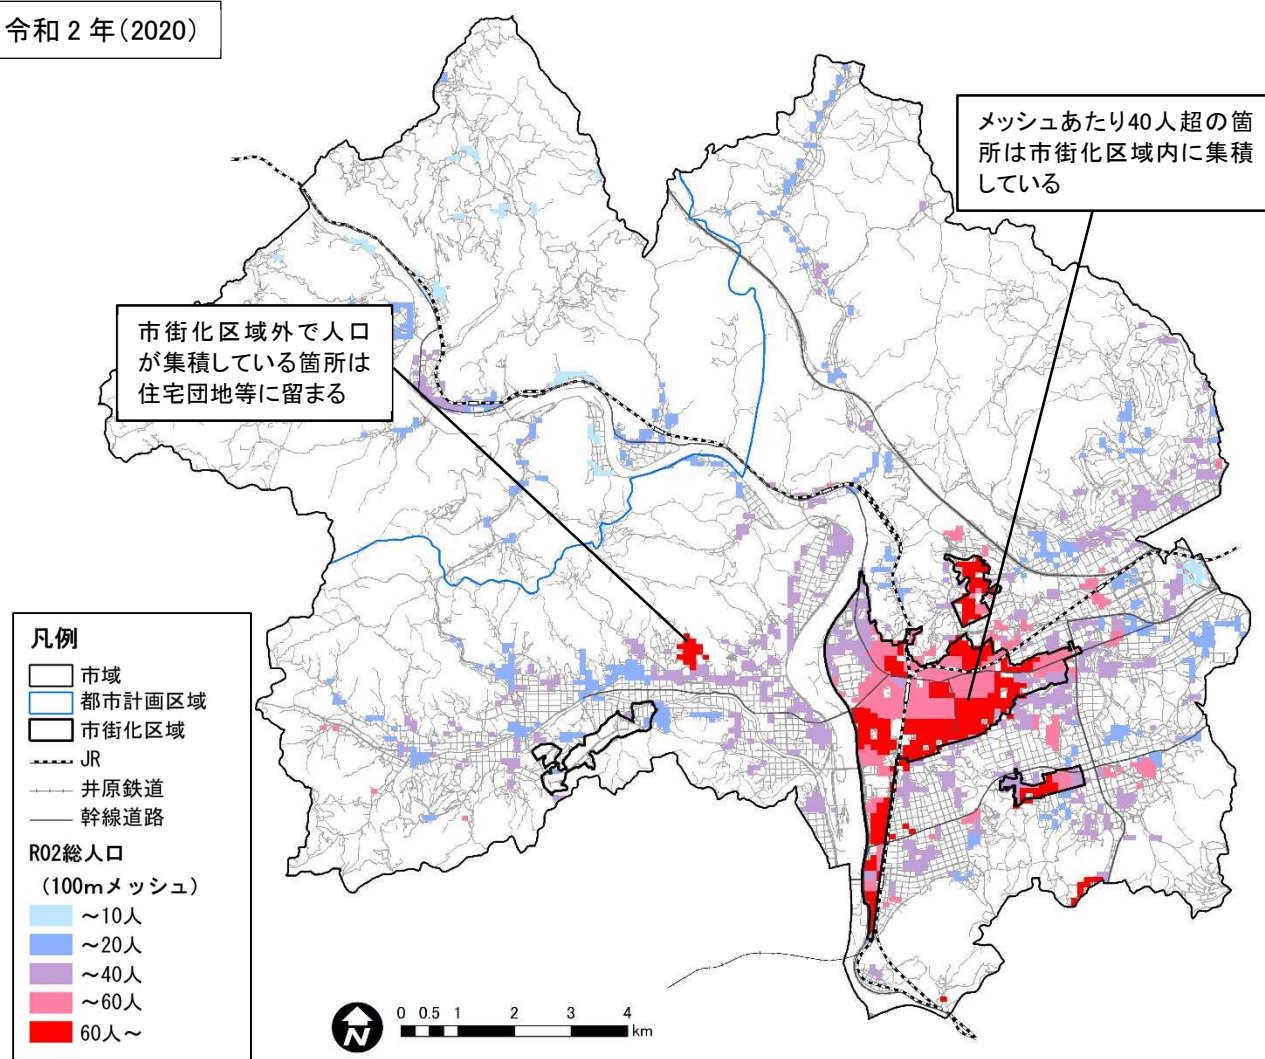 令和２年（2020）
メッシュあたり40人超の箇
所は市街化区域内に集積
している
市街化区域外で人口
が集積している箇所は
住宅団地等に留まる
凡例
市域
都市計画区域
市街化区域
JR
井原鉄道
幹線道路
R02総人口
（100mメッシュ）
～10人
～20人
～40人
～60人
60人～
N
0 0.5 1 2 3 4
km